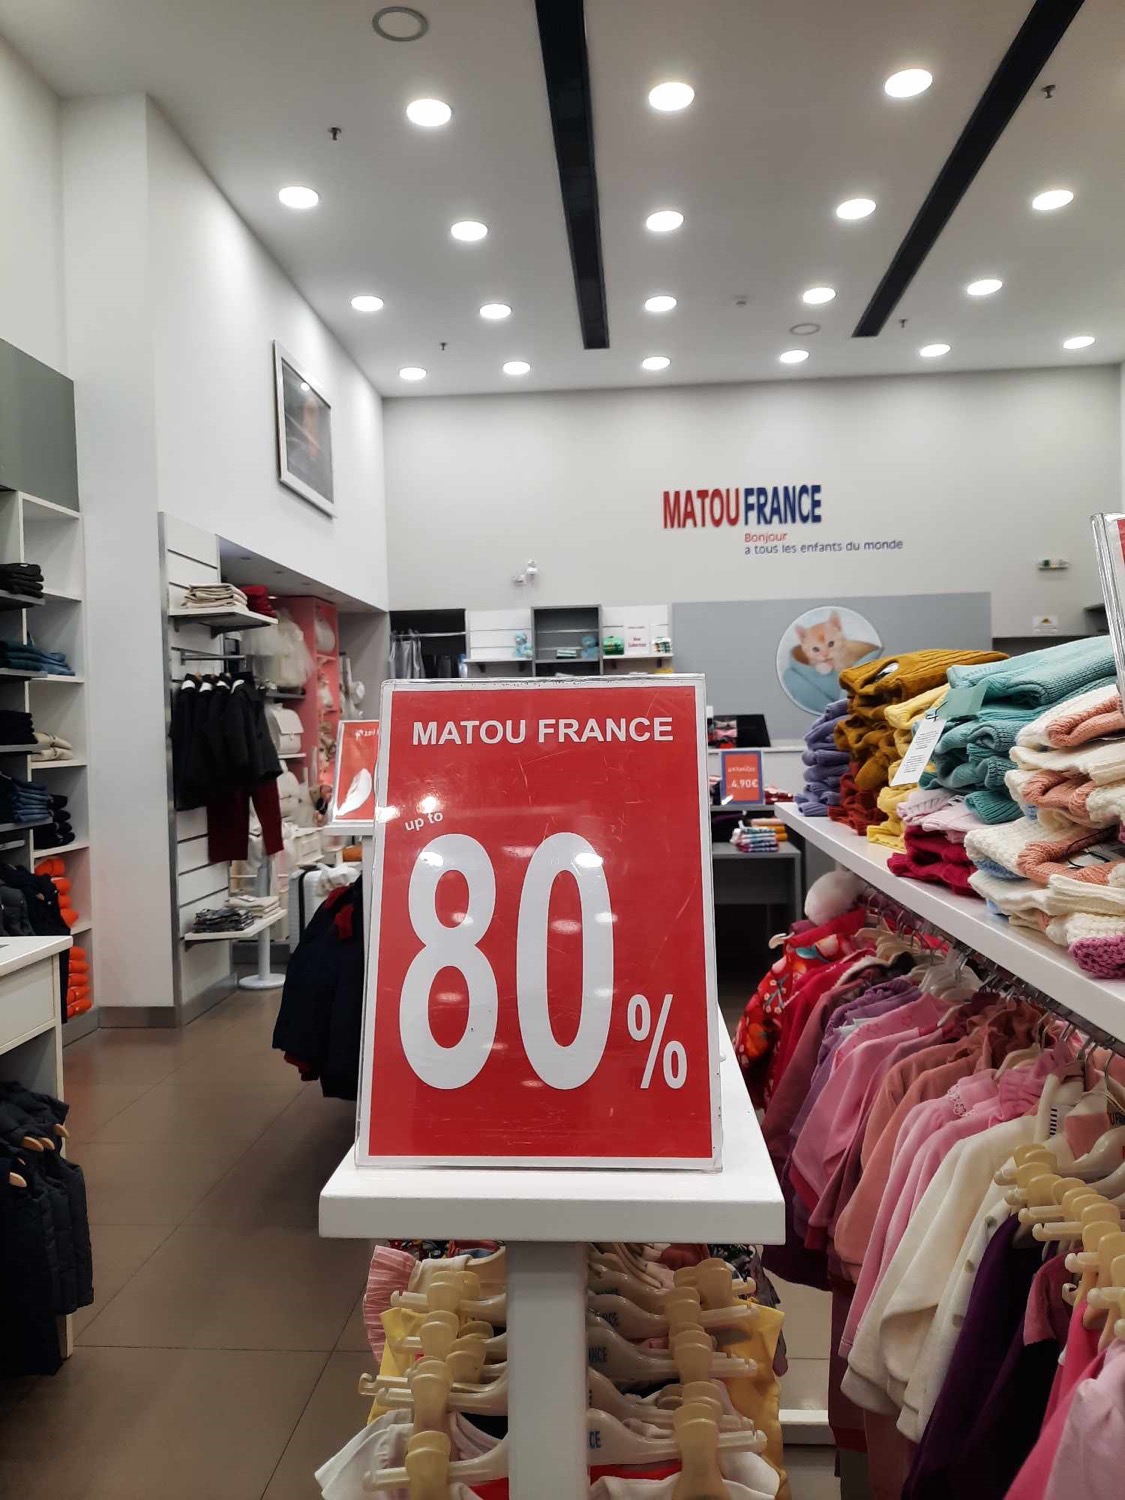 MATOU FRANCE
Bonjour
a tous les enfants du monde
MATOU FRANCE
up to
80%
4,90€